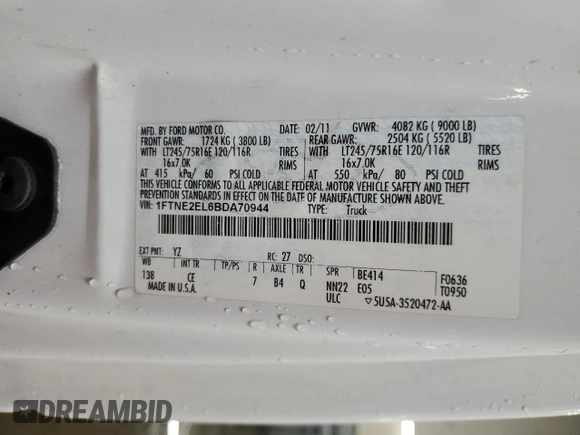 MFD. BY FORD MOTOR CO. 02/11 GVWR: 4082 KG ( 9000 LB)
FRONT GAWR: 1724 KG ( 3800 LB) REAR GAWR: 2504 KG ( 5520 LB)
WITH LT245/75R16E 120/116R TIRES WITH LT245/75R16E 120/116R TIRES
16x7.0K RIMS 16x7.0K RIMS
AT 415 kPa/ 60 PSI COLD AT 550 kPa/ 80 PSI COLD
THIS VEHICLE CONFORMS TO ALL APPLICABLE FEDERAL MOTOR VEHICLE SAFETY AND THEFT
PREVENTION STANDARDS IN EFFECT ON THE DATE OF MANUFACTURE SHOWN ABOVE.
VIN: 1FTNE2EL6BDA70944 TYPE: Truck
EXT PNT: YZ RC: 27 DSO:
WB INT TR TP/PS R AXLE TR SPR BE414 F0636
138 CE 7 B4 Q NN22 E05 T0950
MADE IN U.S.A. ULC ▽5U5A-3520472-AA
DREAMBID.com